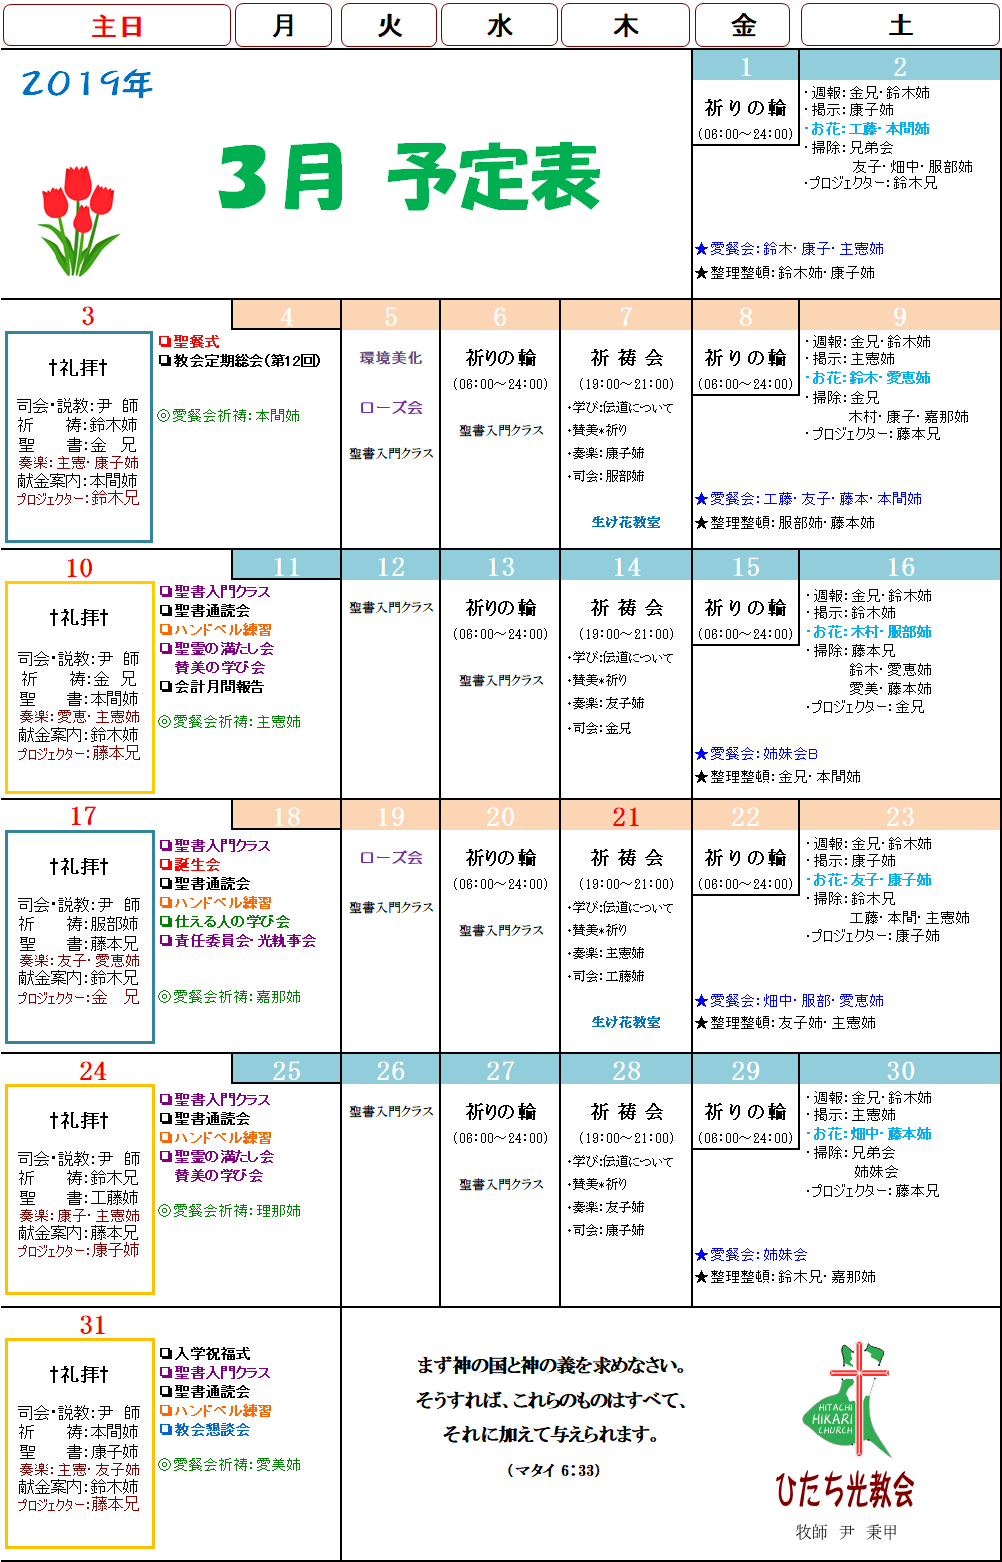 主日 月 火 水 木 金 土
2019年
3月 予定表
1
祈りの輪
(06:00～24:00)
2
・週報：金兄・鈴木姉
・掲示：康子姉
・お花：工藤・本間姉
・掃除：兄弟会
友子・畑中・服部姉
・プロジェクター：鈴木兄
★愛餐会：鈴木・康子・主憲姉
★整理整頓：鈴木姉・康子姉
3
†礼拝†
司会・説教：尹 師
祈 祷：鈴木姉
聖 書：金 兄
奏楽：主憲・康子姉
献金案内：本間姉
プロジェクター：鈴木兄
❏聖餐式
❏教会定期総会(第12回)
◎愛餐会祈祷：本間姉
4
5
環境美化
ローズ会
聖書入門クラス
6
祈りの輪
(06:00～24:00)
聖書入門クラス
7
祈 祷 会
(19:00～21:00)
・学び：伝道について
・賛美*祈り
・奏楽：康子姉
・司会：服部姉
生け花教室
8
祈りの輪
(06:00～24:00)
9
・週報：金兄・鈴木姉
・掲示：主憲姉
・お花：鈴木・愛恵姉
・掃除：金兄
木村・康子・嘉那姉
・プロジェクター：藤本兄
★愛餐会：工藤・友子・藤本・本間姉
★整理整頓：服部姉・藤本姉
10
†礼拝†
司会・説教：尹 師
祈 祷：金 兄
聖 書：本間姉
奏楽：愛恵・主憲姉
献金案内：鈴木姉
プロジェクター：藤本兄
11
❏聖書入門クラス
❏聖書通読会
❏ハンドベル練習
❏聖霊の満たし会
賛美の学び会
❏会計月間報告
◎愛餐会祈祷：主憲姉
12
聖書入門クラス
13
祈りの輪
(06:00～24:00)
聖書入門クラス
14
祈 祷 会
(19:00～21:00)
・学び：伝道について
・賛美*祈り
・奏楽：友子姉
・司会：金兄
15
祈りの輪
(06:00～24:00)
16
・週報：金兄・鈴木姉
・掲示：鈴木姉
・お花：木村・服部姉
・掃除：藤本兄
鈴木・愛恵姉
愛美・藤本姉
・プロジェクター：金兄
★愛餐会：姉妹会B
★整理整頓：金兄・本間姉
17
†礼拝†
司会・説教：尹 師
祈 祷：服部姉
聖 書：藤本兄
奏楽：友子・愛恵姉
献金案内：鈴木兄
プロジェクター：金 兄
18
❏聖書入門クラス
❏誕生会
❏聖書通読会
❏ハンドベル練習
❏仕える人の学び会
❏責任委員会・光執事会
◎愛餐会祈祷：嘉那姉
19
ローズ会
聖書入門クラス
20
祈りの輪
(06:00～24:00)
聖書入門クラス
21
祈 祷 会
(19:00～21:00)
・学び：伝道について
・賛美*祈り
・奏楽：主憲姉
・司会：工藤姉
生け花教室
22
祈りの輪
(06:00～24:00)
23
・週報：金兄・鈴木姉
・掲示：康子姉
・お花：友子・康子姉
・掃除：鈴木兄
工藤・本間・主憲姉
・プロジェクター：康子姉
★愛餐会：畑中・服部・愛恵姉
★整理整頓：友子姉・主憲姉
24
†礼拝†
司会・説教：尹 師
祈 祷：鈴木兄
聖 書：工藤姉
奏楽：康子・主憲姉
献金案内：藤本兄
プロジェクター：康子姉
25
❏聖書入門クラス
❏聖書通読会
❏ハンドベル練習
❏聖霊の満たし会
賛美の学び会
◎愛餐会祈祷：理那姉
26
聖書入門クラス
27
祈りの輪
(06:00～24:00)
聖書入門クラス
28
祈 祷 会
(19:00～21:00)
・学び：伝道について
・賛美*祈り
・奏楽：友子姉
・司会：康子姉
29
祈りの輪
(06:00～24:00)
30
・週報：金兄・鈴木姉
・掲示：主憲姉
・お花：畑中・藤本姉
・掃除：兄弟会
姉妹会
・プロジェクター：藤本兄
★愛餐会：姉妹会
★整理整頓：鈴木兄・嘉那姉
31
†礼拝†
司会・説教：尹 師
祈 祷：本間姉
聖 書：康子姉
奏楽：主憲・友子姉
献金案内：鈴木姉
プロジェクター：藤本兄
❏入学祝福式
❏聖書入門クラス
❏聖書通読会
❏ハンドベル練習
❏教会懇談会
◎愛餐会祈祷：愛美姉
まず神の国と神の義を求めなさい。
そうすれば、これらのものはすべて、
それに加えて与えられます。
（マタイ 6：33）
HITACHI
HIKARI
CHURCH
ひたち光教会
牧師 尹 秉甲